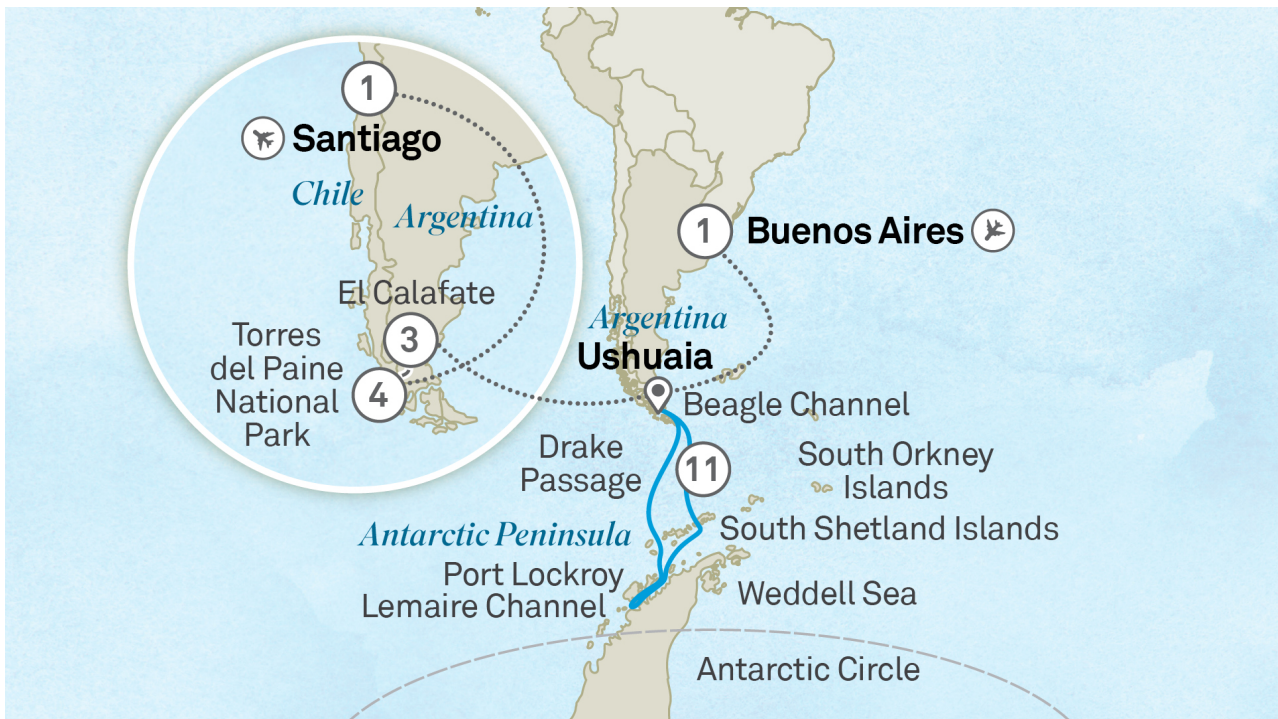 1
Santiago
Chile
Argentina
El Calafate
3
Torres
del Paine
National
Park
4
1
Buenos Aires
Argentina
Ushuaia
Beagle Channel
Drake
Passage
11
South Orkney
Islands
Antarctic Peninsula
South Shetland Islands
Port Lockroy
Lemaire Channel
Weddell Sea
Antarctic Circle